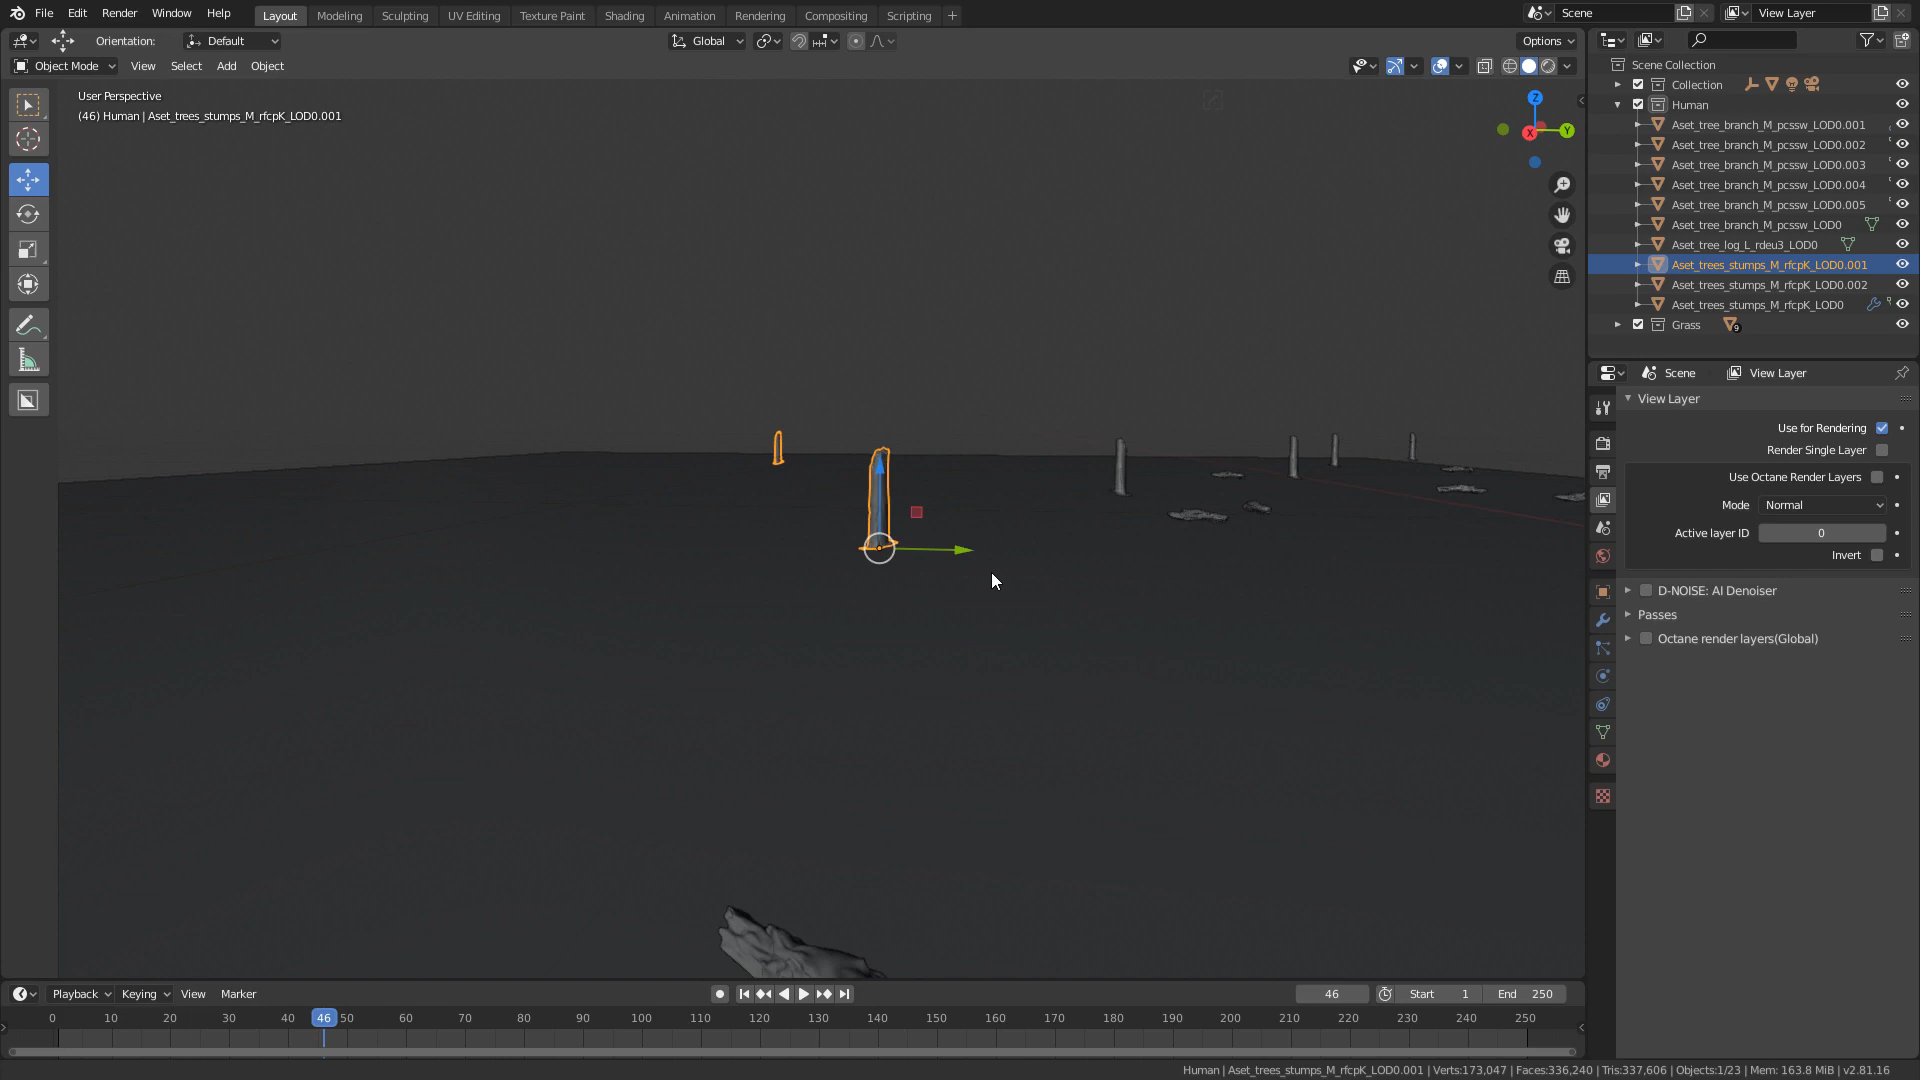 File Edit Render Window Help Layout Modeling Sculpting UV Editing Texture Paint Shading Animation Rendering Compositing Scripting + Scene View Layer
Orientation: Default Global Options
Object Mode View Select Add Object
User Perspective
(46) Human | Aset_trees_stumps_M_rfcpK_LOD0.001
Z
X
Y
Scene Collection
Collection
Human
Aset_tree_branch_M_pcssw_LOD0.001
Aset_tree_branch_M_pcssw_LOD0.002
Aset_tree_branch_M_pcssw_LOD0.003
Aset_tree_branch_M_pcssw_LOD0.004
Aset_tree_branch_M_pcssw_LOD0.005
Aset_tree_branch_M_pcssw_LOD0
Aset_tree_log_L_rdeu3_LOD0
Aset_trees_stumps_M_rfcpK_LOD0.001
Aset_trees_stumps_M_rfcpK_LOD0.002
Aset_trees_stumps_M_rfcpK_LOD0
Grass 9
Scene View Layer
View Layer
Use for Rendering
Render Single Layer
Use Octane Render Layers
Mode Normal
Active layer ID 0
Invert
D-NOISE: AI Denoiser
Passes
Octane render layers(Global)
Playback Keying View Marker 46 Start 1 End 250
0 10 20 30 40 46 50 60 70 80 90 100 110 120 130 140 150 160 170 180 190 200 210 220 230 240 250
Human | Aset_trees_stumps_M_rfcpK_LOD0.001 | Verts:173,047 | Faces:336,240 | Tris:337,606 | Objects:1/23 | Mem: 163.8 MiB | v2.81.16